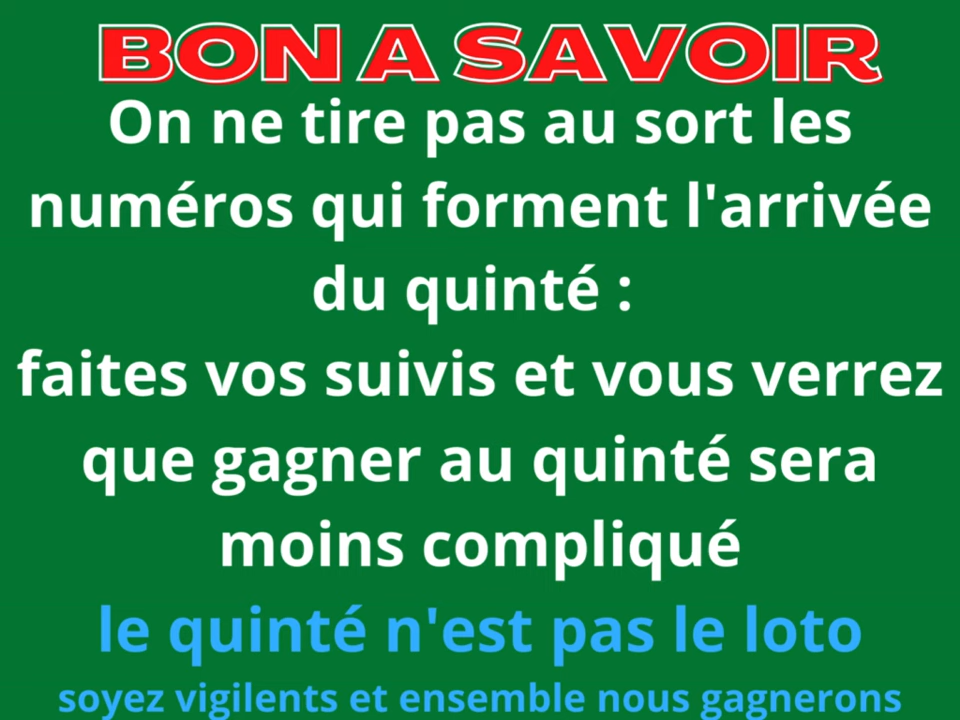 BON A SAVOIR
On ne tire pas au sort les
numéros qui forment l'arrivée
du quinté :
faites vos suivis et vous verrez
que gagner au quinté sera
moins compliqué
le quinté n'est pas le loto
soyez vigilents et ensemble nous gagnerons